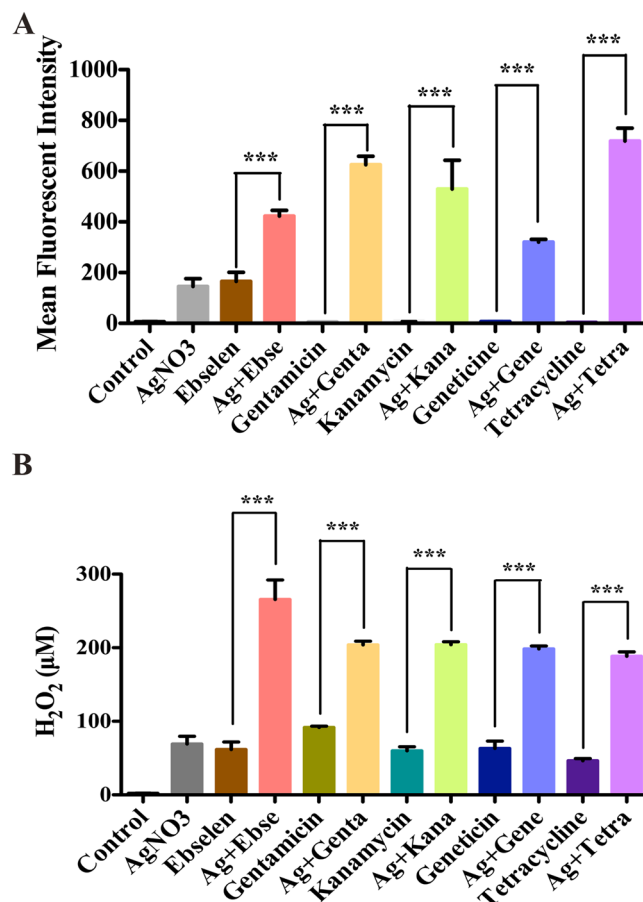 A
Mean Fluorescent Intensity
1000
800
600
400
200
0
***
***
***
***
***
Control
AgNO3
Ebselen
Ag+Ebse
Gentamicin
Ag+Genta
Kanamycin
Ag+Kana
Geneticine
Ag+Gene
Tetracycline
Ag+Tetra
B
H₂O₂ (μM)
300
200
100
0
***
***
***
***
***
Control
AgNO3
Ebselen
Ag+Ebse
Gentamicin
Ag+Genta
Kanamycin
Ag+Kana
Geneticin
Ag+Gene
Tetracycline
Ag+Tetra